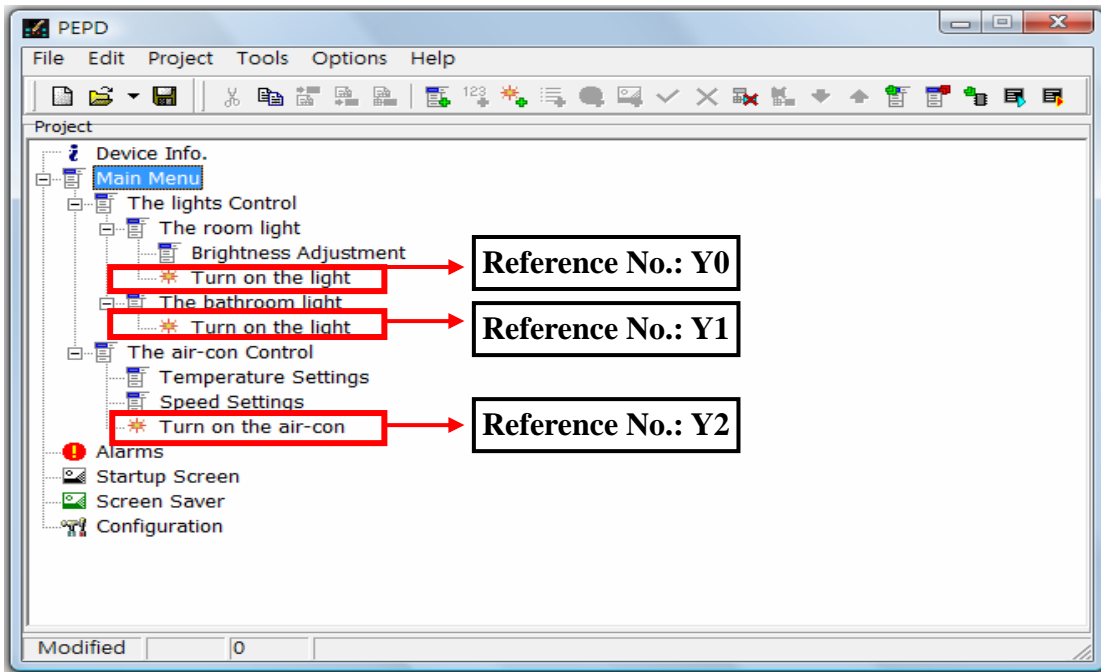 PEPD
File Edit Project Tools Options Help
Project
Device Info.
Main Menu
The lights Control
The room light
Brightness Adjustment
Turn on the light
Reference No.: Y0
The bathroom light
Turn on the light
Reference No.: Y1
The air-con Control
Temperature Settings
Speed Settings
Turn on the air-con
Reference No.: Y2
Alarms
Startup Screen
Screen Saver
Configuration
Modified 0